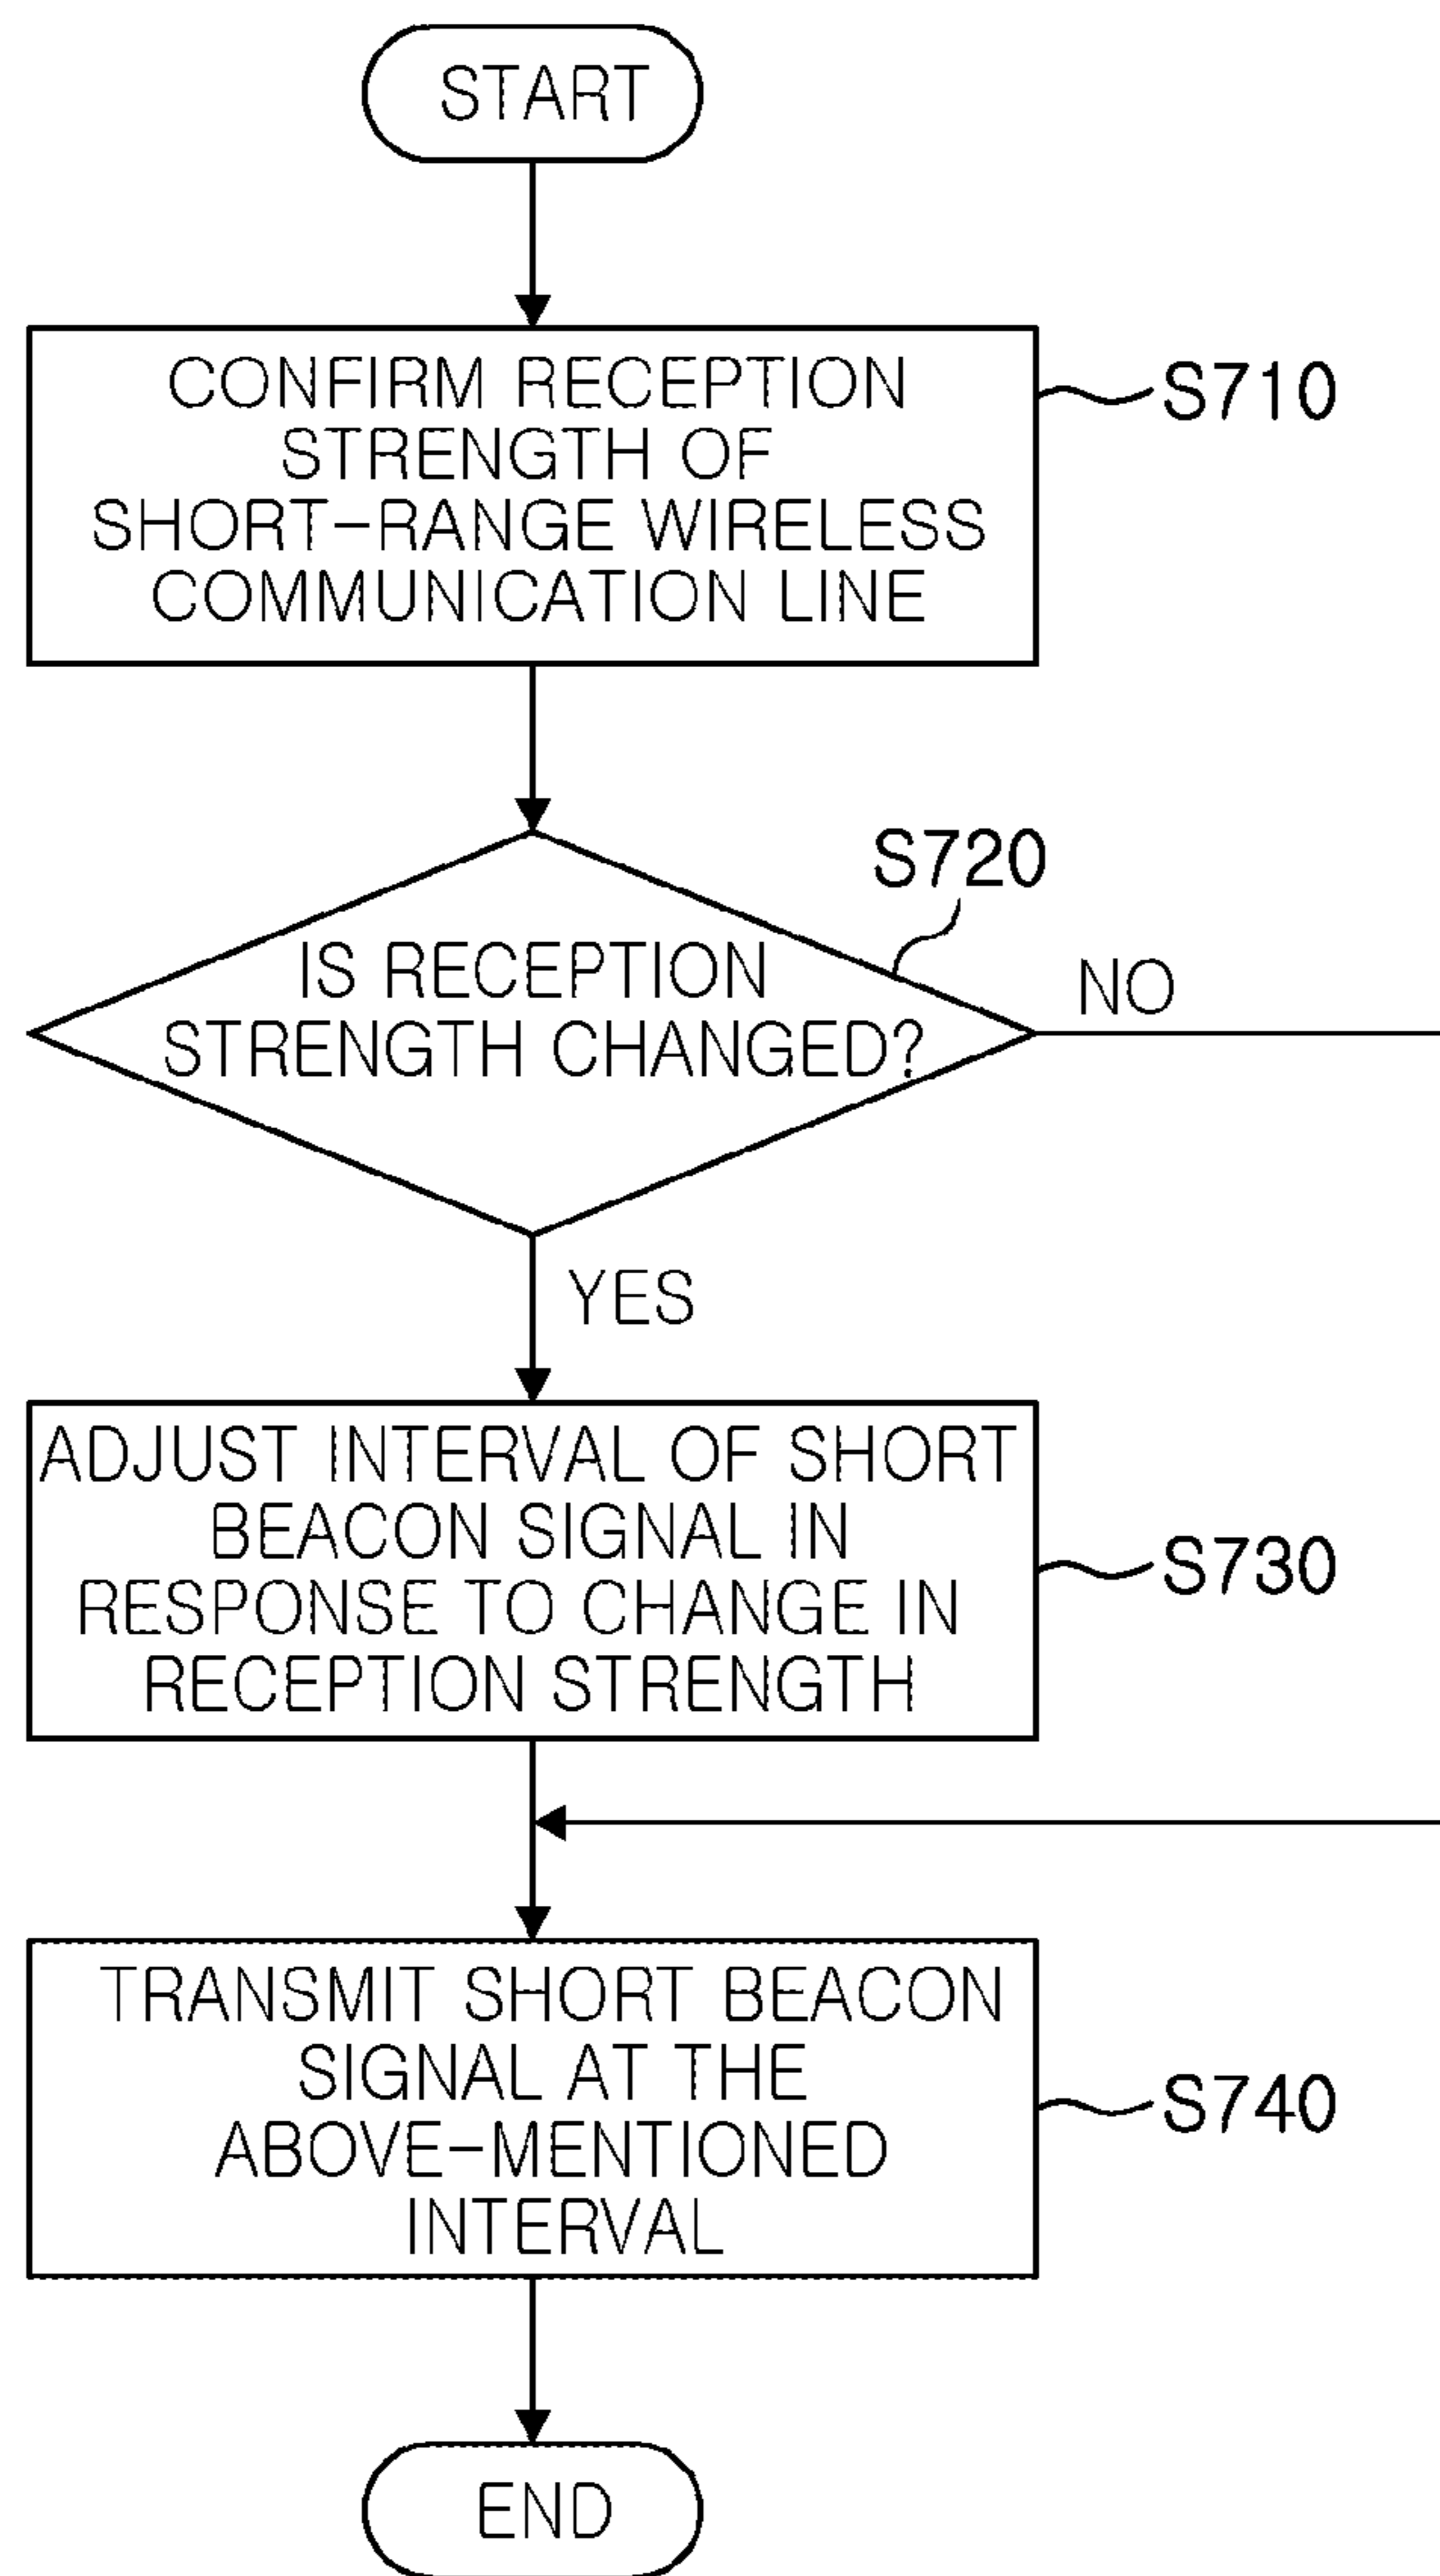 START
CONFIRM RECEPTION
STRENGTH OF
SHORT-RANGE WIRELESS
COMMUNICATION LINE
S710
S720
IS RECEPTION
STRENGTH CHANGED?
NO
YES
ADJUST INTERVAL OF SHORT
BEACON SIGNAL IN
RESPONSE TO CHANGE IN
RECEPTION STRENGTH
S730
TRANSMIT SHORT BEACON
SIGNAL AT THE
ABOVE-MENTIONED
INTERVAL
S740
END